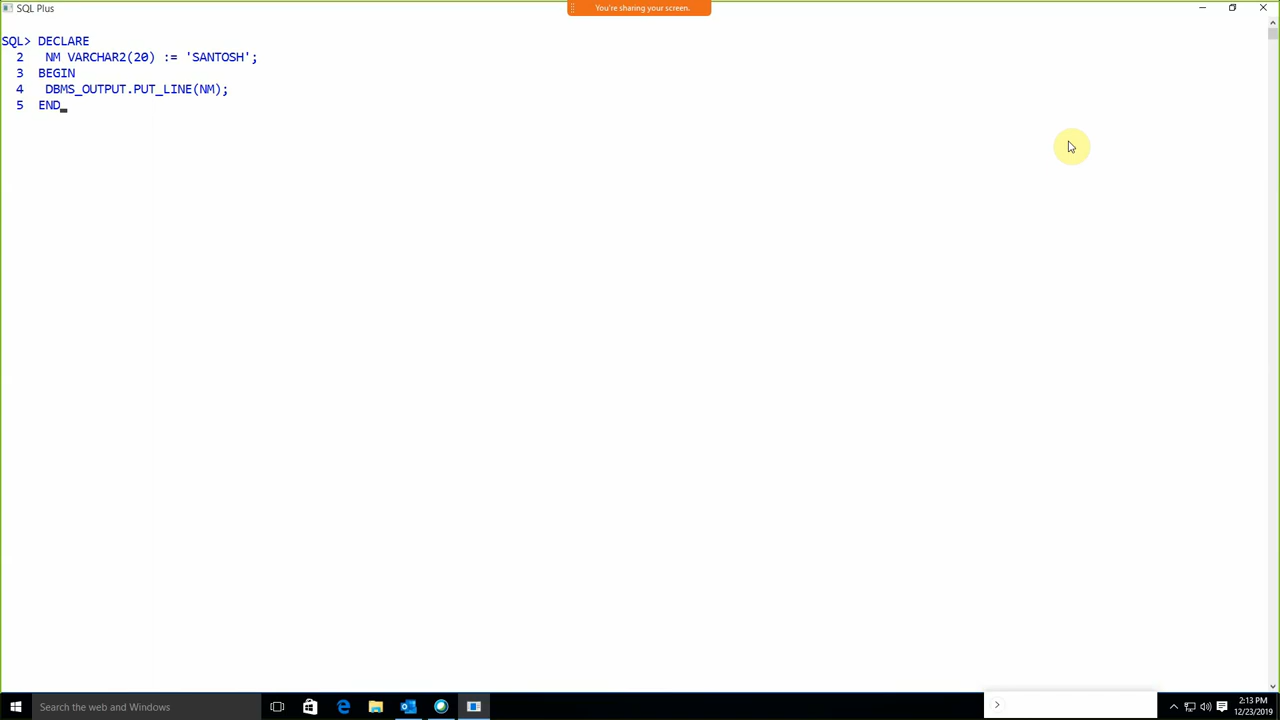 SQL Plus
You're sharing your screen.
SQL> DECLARE
2 NM VARCHAR2(20) := 'SANTOSH';
3 BEGIN
4 DBMS_OUTPUT.PUT_LINE(NM);
5 END
Search the web and Windows
2:13 PM
12/23/2019